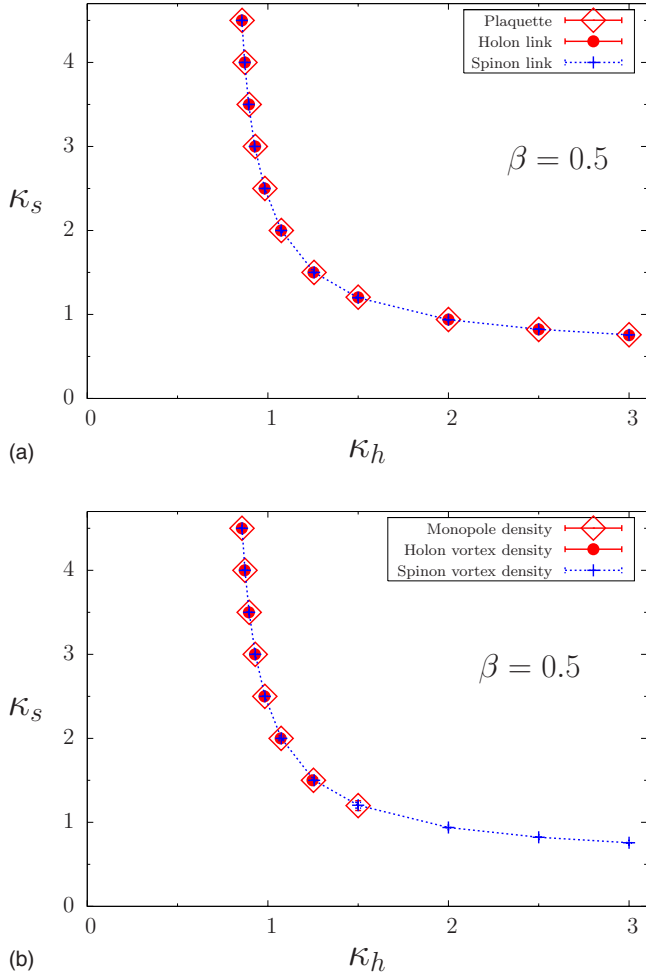 Plaquette
Holon link
Spinon link
4
β = 0.5
3
κs
2
1
0
0 1 2 3
(a) κh
Monopole density
Holon vortex density
Spinon vortex density
4
3
β = 0.5
κs
2
1
0
0 1 2 3
(b) κh